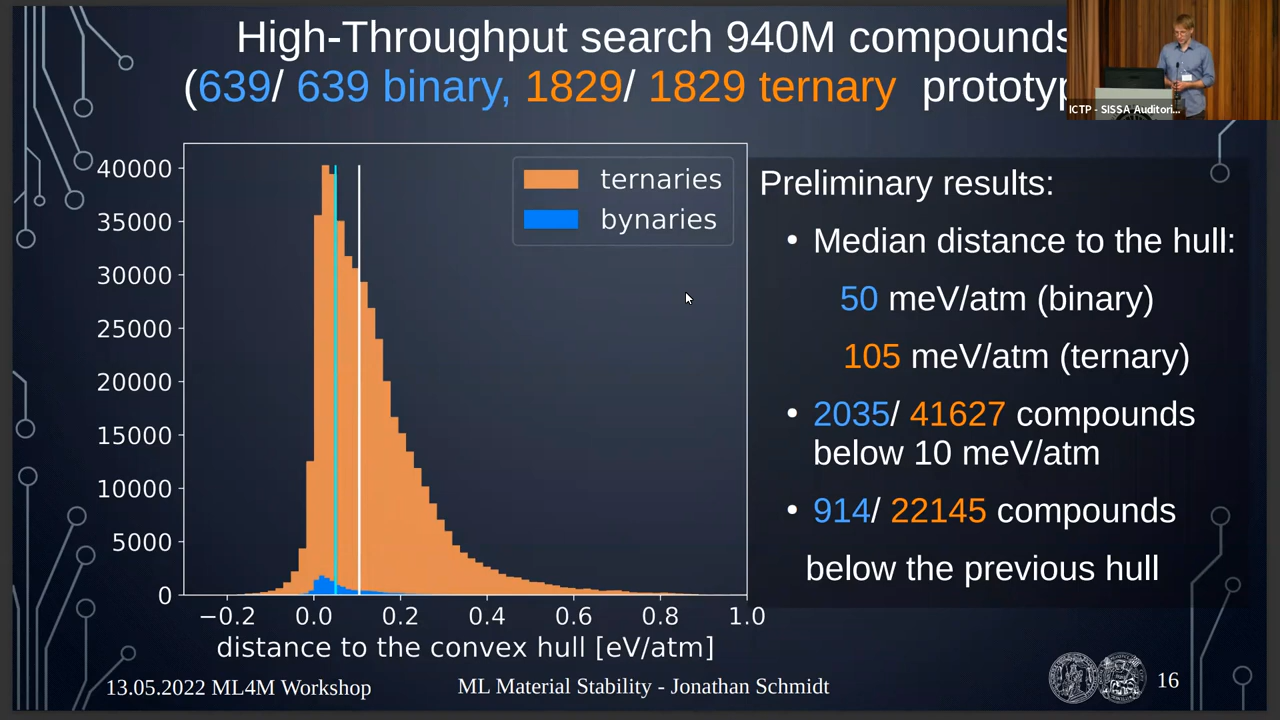 High-Throughput search 940M compounds
(639/ 639 binary, 1829/ 1829 ternary prototyp
ICTP - SISSA Auditori...
40000
35000
30000
25000
20000
15000
10000
5000
0
−0.2 0.0 0.2 0.4 0.6 0.8 1.0
distance to the convex hull [eV/atm]
ternaries
bynaries
Preliminary results:
• Median distance to the hull:
50 meV/atm (binary)
105 meV/atm (ternary)
• 2035/ 41627 compounds
below 10 meV/atm
• 914/ 22145 compounds
below the previous hull
13.05.2022 ML4M Workshop
ML Material Stability - Jonathan Schmidt
16